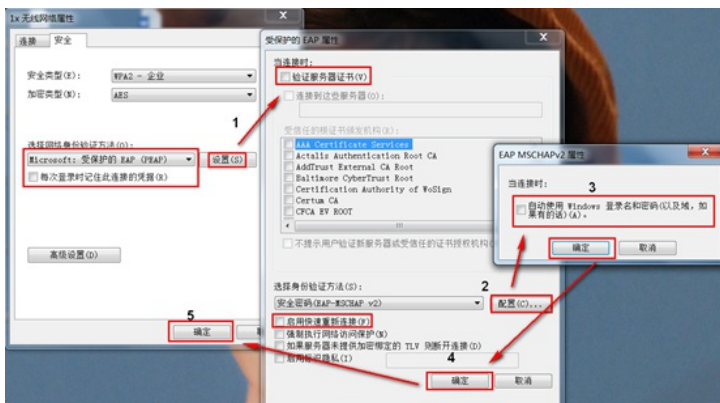 1x无线网络属性
X
连接 安全
安全类型(E): WPA2 - 企业
加密类型(N): AES
1
选择网络身份验证方法(O):
Microsoft: 受保护的 EAP (PEAP) 设置(S)
每次登录时记住此连接的凭据(R)
高级设置(D)
5
确定
受保护的 EAP 属性
X
当连接时:
验证服务器证书(V)
连接到这些服务器(O):
受信任的根证书颁发机构(R):
AAA Certificate Services
Actalis Authentication Root CA
AddTrust External CA Root
Baltimore CyberTrust Root
Certification Authority of WoSign
Certum CA
CFCA EV ROOT
不提示用户验证新服务器或受信任的证书授权机构
选择身份验证方法(S):
2
安全密码(EAP-MSCHAP v2) 配置(C)...
启用快速重新连接(F)
强制执行网络访问保护(N)
如果服务器未提供加密绑定的 TLV 则断开连接(D)
启用标识隐私(I)
4
确定 取消
EAP MSCHAPv2 属性
X
当连接时:
3
自动使用 Windows 登录名和密码(以及域，如
果有的话)(A)。
确定 取消